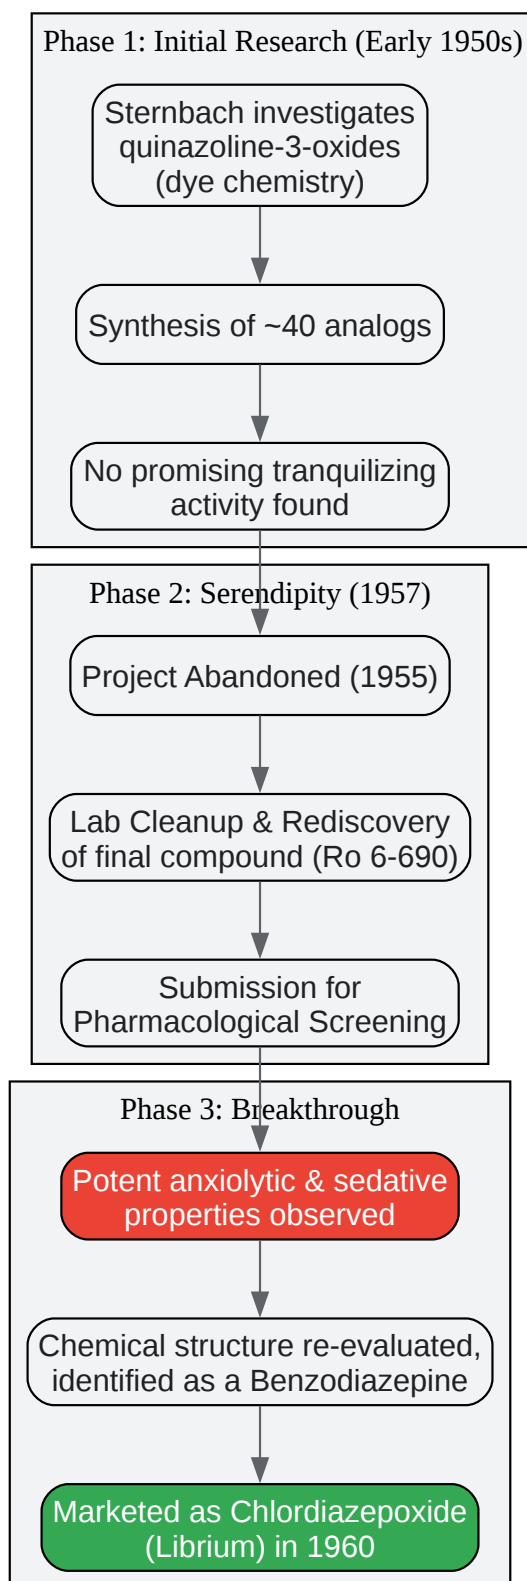 Phase 1: Initial Research (Early 1950s)
Sternbach investigates
quinazoline-3-oxides
(dye chemistry)
Synthesis of ~40 analogs
No promising tranquilizing
activity found
Phase 2: Serendipity (1957)
Project Abandoned (1955)
Lab Cleanup & Rediscovery
of final compound (Ro 6-690)
Submission for
Pharmacological Screening
Phase 3: Breakthrough
Potent anxiolytic & sedative
properties observed
Chemical structure re-evaluated,
identified as a Benzodiazepine
Marketed as Chlordiazepoxide
(Librium) in 1960